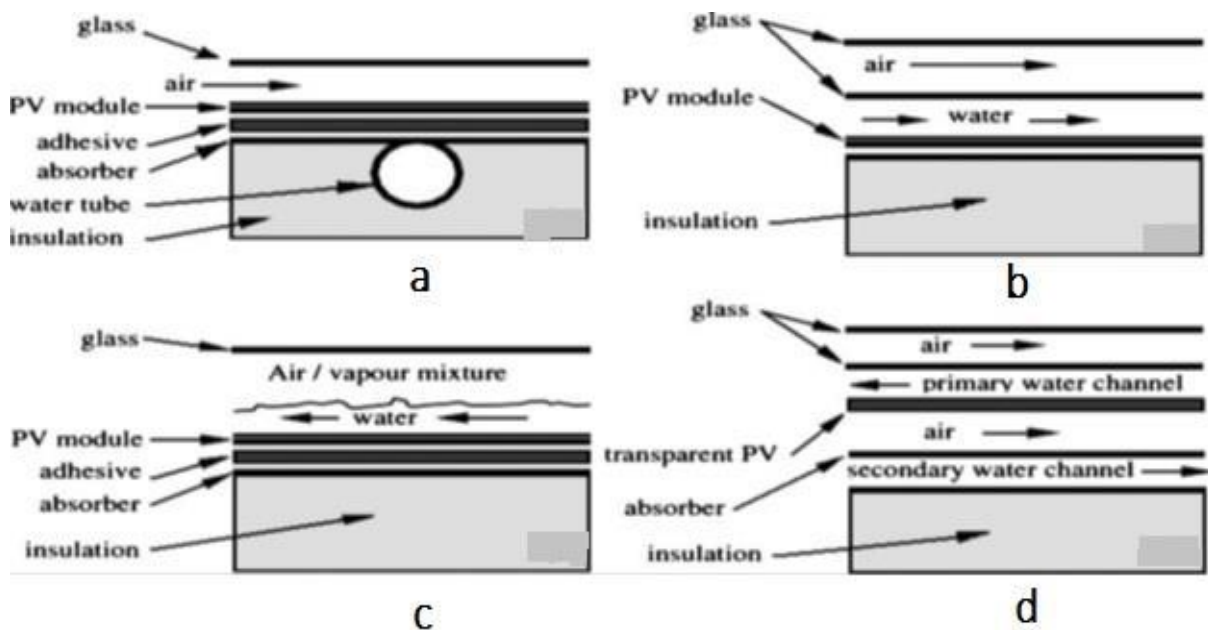 glass
air
PV module
adhesive
absorber
water tube
insulation
a
glass
air
PV module
water
insulation
b
glass
Air / vapour mixture
water
PV module
adhesive
absorber
insulation
c
glass
air
primary water channel
air
transparent PV
secondary water channel
absorber
insulation
d